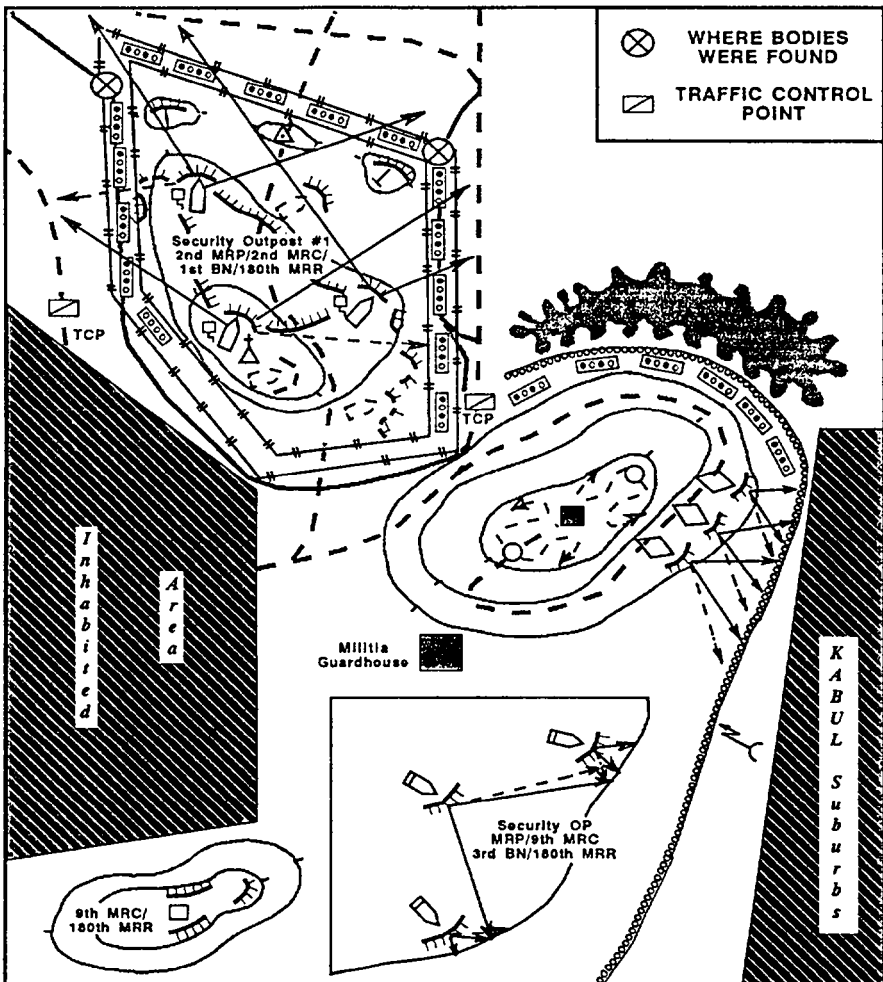 WHERE BODIES
WERE FOUND
TRAFFIC CONTROL
POINT
Security Outpost #1
2nd MRP/2nd MRC/
1st BN/180th MRR
TCP
TCP
Inhabited
Area
Militia
Guardhouse
KABUL Suburbs
Security OP
MRP/9th MRC
3rd BN/180th MRR
9th MRC/
180th MRR